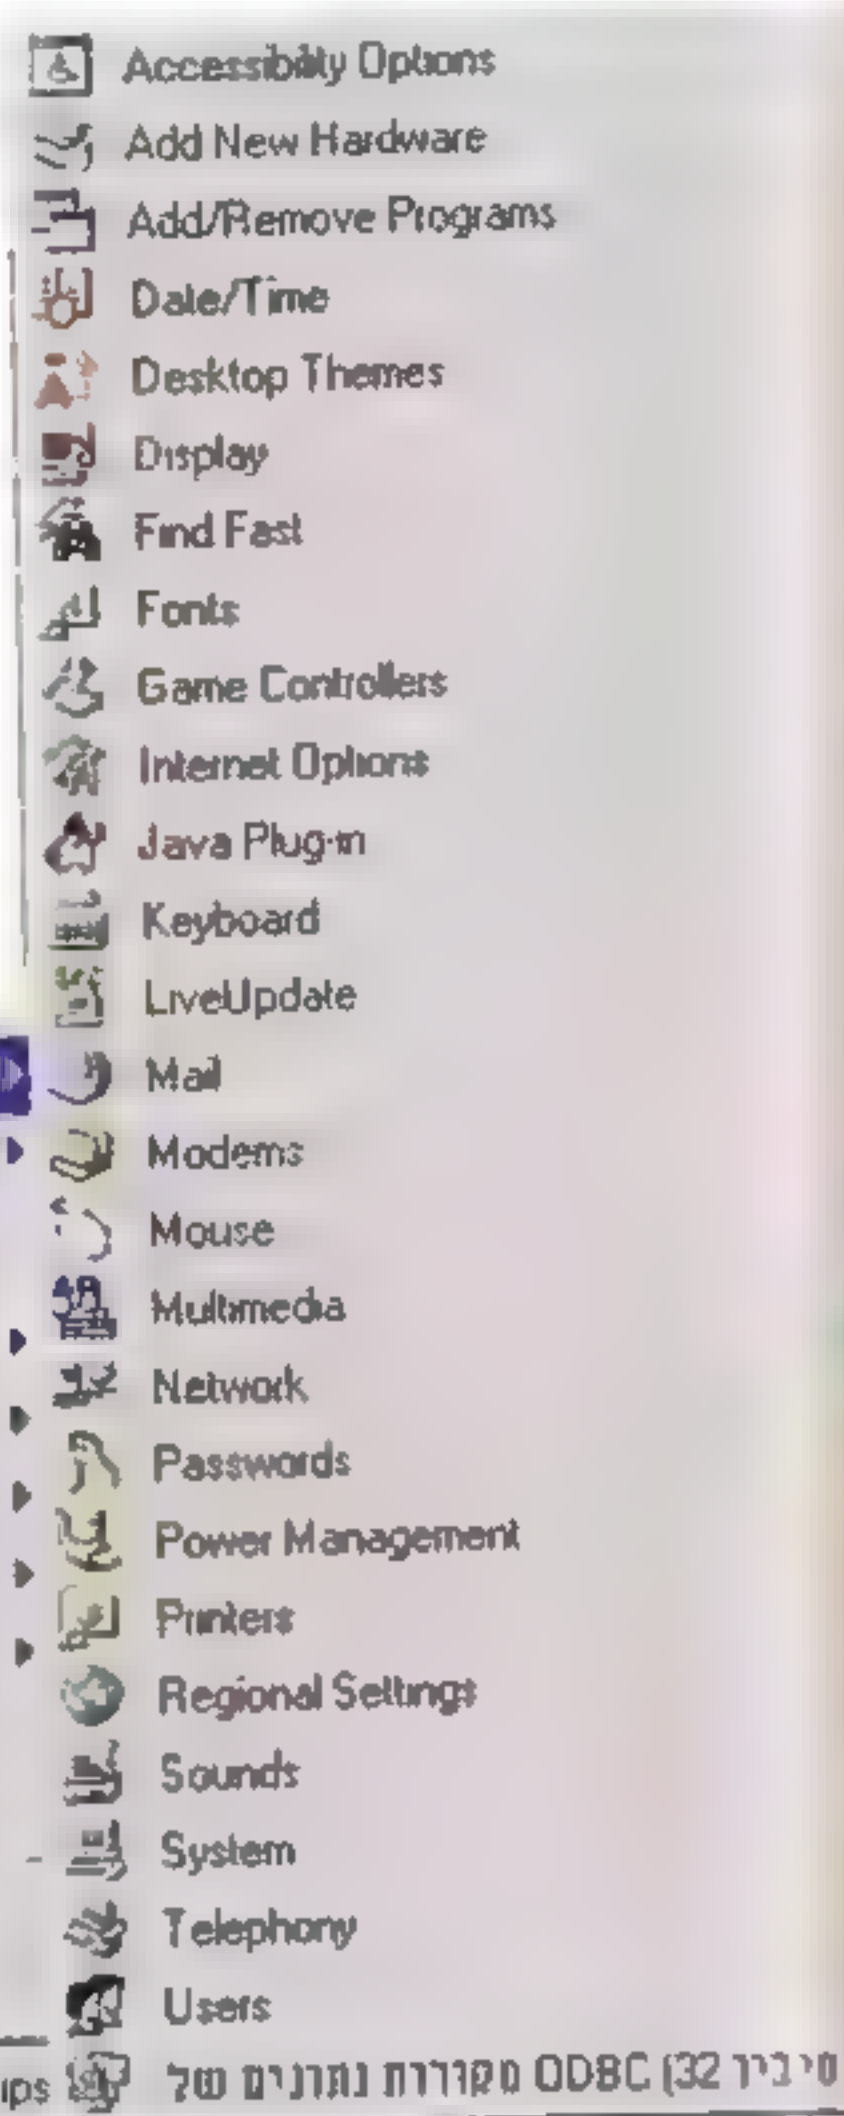 Accessibility Options
Add New Hardware
Add/Remove Programs
Date/Time
Desktop Themes
Display
Find Fast
Fonts
Game Controllers
Internet Options
Java Plug-in
Keyboard
LiveUpdate
Mail
Modems
Mouse
Multimedia
Network
Passwords
Power Management
Printers
Regional Settings
Sounds
System
Telephony
Users
מקורות נתונים של ODBC (32 סיביו
ips